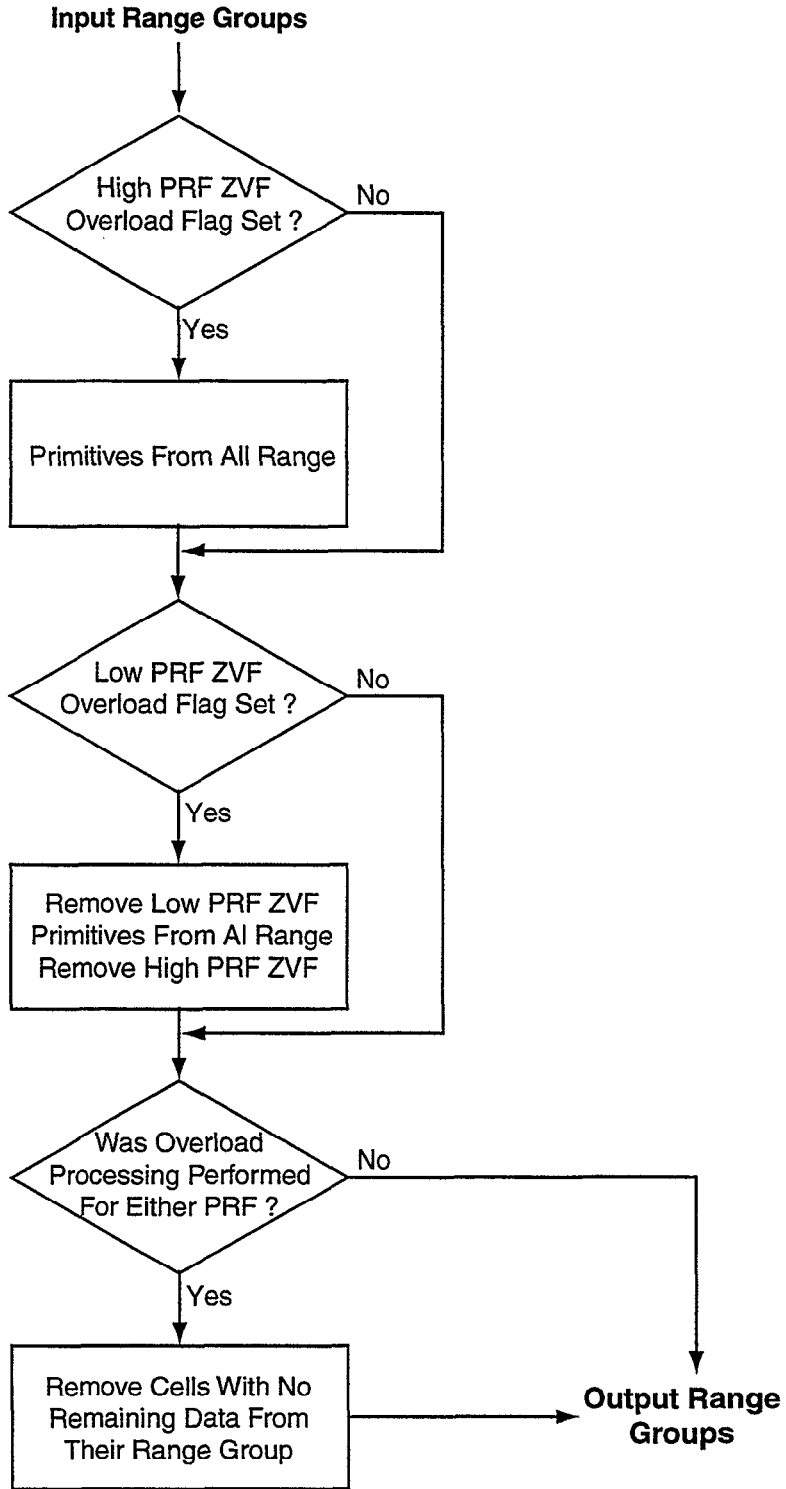 Input Range Groups
High PRF ZVF
Overload Flag Set ?
No
Yes
Primitives From All Range
Low PRF ZVF
Overload Flag Set ?
No
Yes
Remove Low PRF ZVF
Primitives From Al Range
Remove High PRF ZVF
Was Overload
Processing Performed
For Either PRF ?
No
Yes
Remove Cells With No
Remaining Data From
Their Range Group
Output Range
Groups